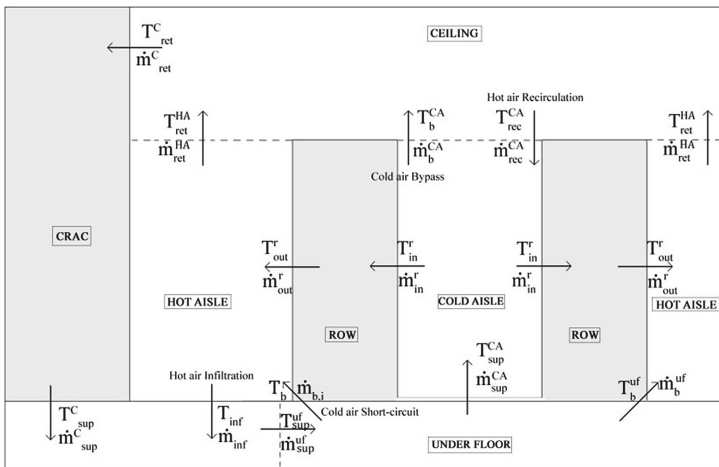 T^C_ret
ṁ^C_ret
CEILING
Hot air Recirculation
T^HA_ret
ṁ^HA_ret
T^CA_b
ṁ^CA_b
T^CA_rec
ṁ^CA_rec
T^HA_ret
ṁ^HA_ret
Cold air Bypass
CRAC
T^r_out
ṁ^r_out
T^r_in
ṁ^r_in
T^r_in
ṁ^r_in
T^r_out
ṁ^r_out
HOT AISLE
COLD AISLE
HOT AISLE
ROW
ROW
T^CA_sup
ṁ^CA_sup
Hot air Infiltration
T_b ṁ_b,i
T^uf_b ṁ^uf_b
Cold air Short-circuit
T^C_sup
ṁ^C_sup
T_inf
ṁ_inf
T^uf_sup
ṁ^uf_sup
UNDER FLOOR